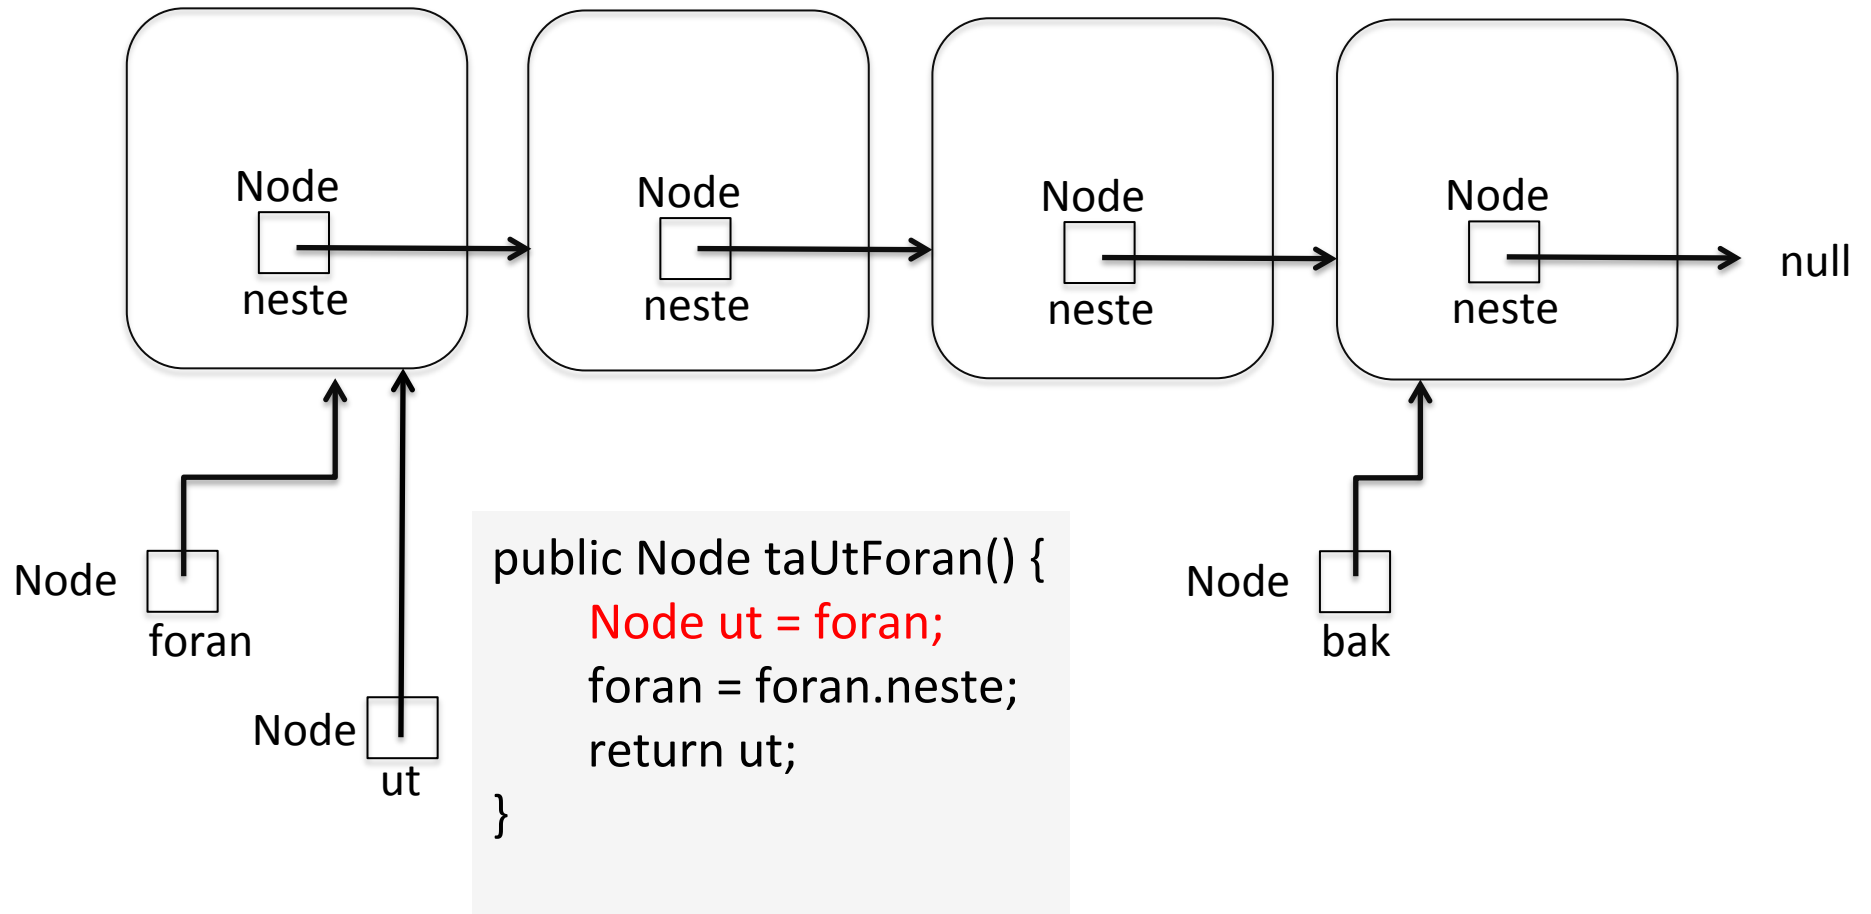 Node
neste
Node
neste
Node
neste
Node
neste
null
Node
foran
Node
ut
public Node taUtForan() {
Node ut = foran;
foran = foran.neste;
return ut;
}
Node
bak